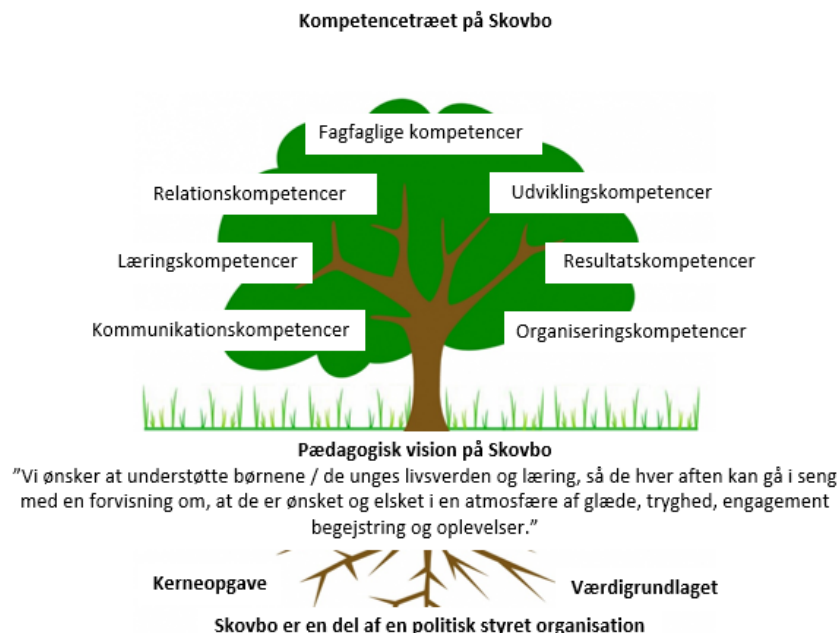 Kompetencetræet på Skovbo
Fagfaglige kompetencer
Relationskompetencer
Udviklingskompetencer
Læringskompetencer
Resultatskompetencer
Kommunikationskompetencer
Organiseringskompetencer
Pædagogisk vision på Skovbo
”Vi ønsker at understøtte børnene / de unges livsverden og læring, så de hver aften kan gå i seng
med en forvisning om, at de er ønsket og elsket i en atmosfære af glæde, tryghed, engagement
begejstring og oplevelser.”
Kerneopgave
Værdigrundlaget
Skovbo er en del af en politisk styret organisation